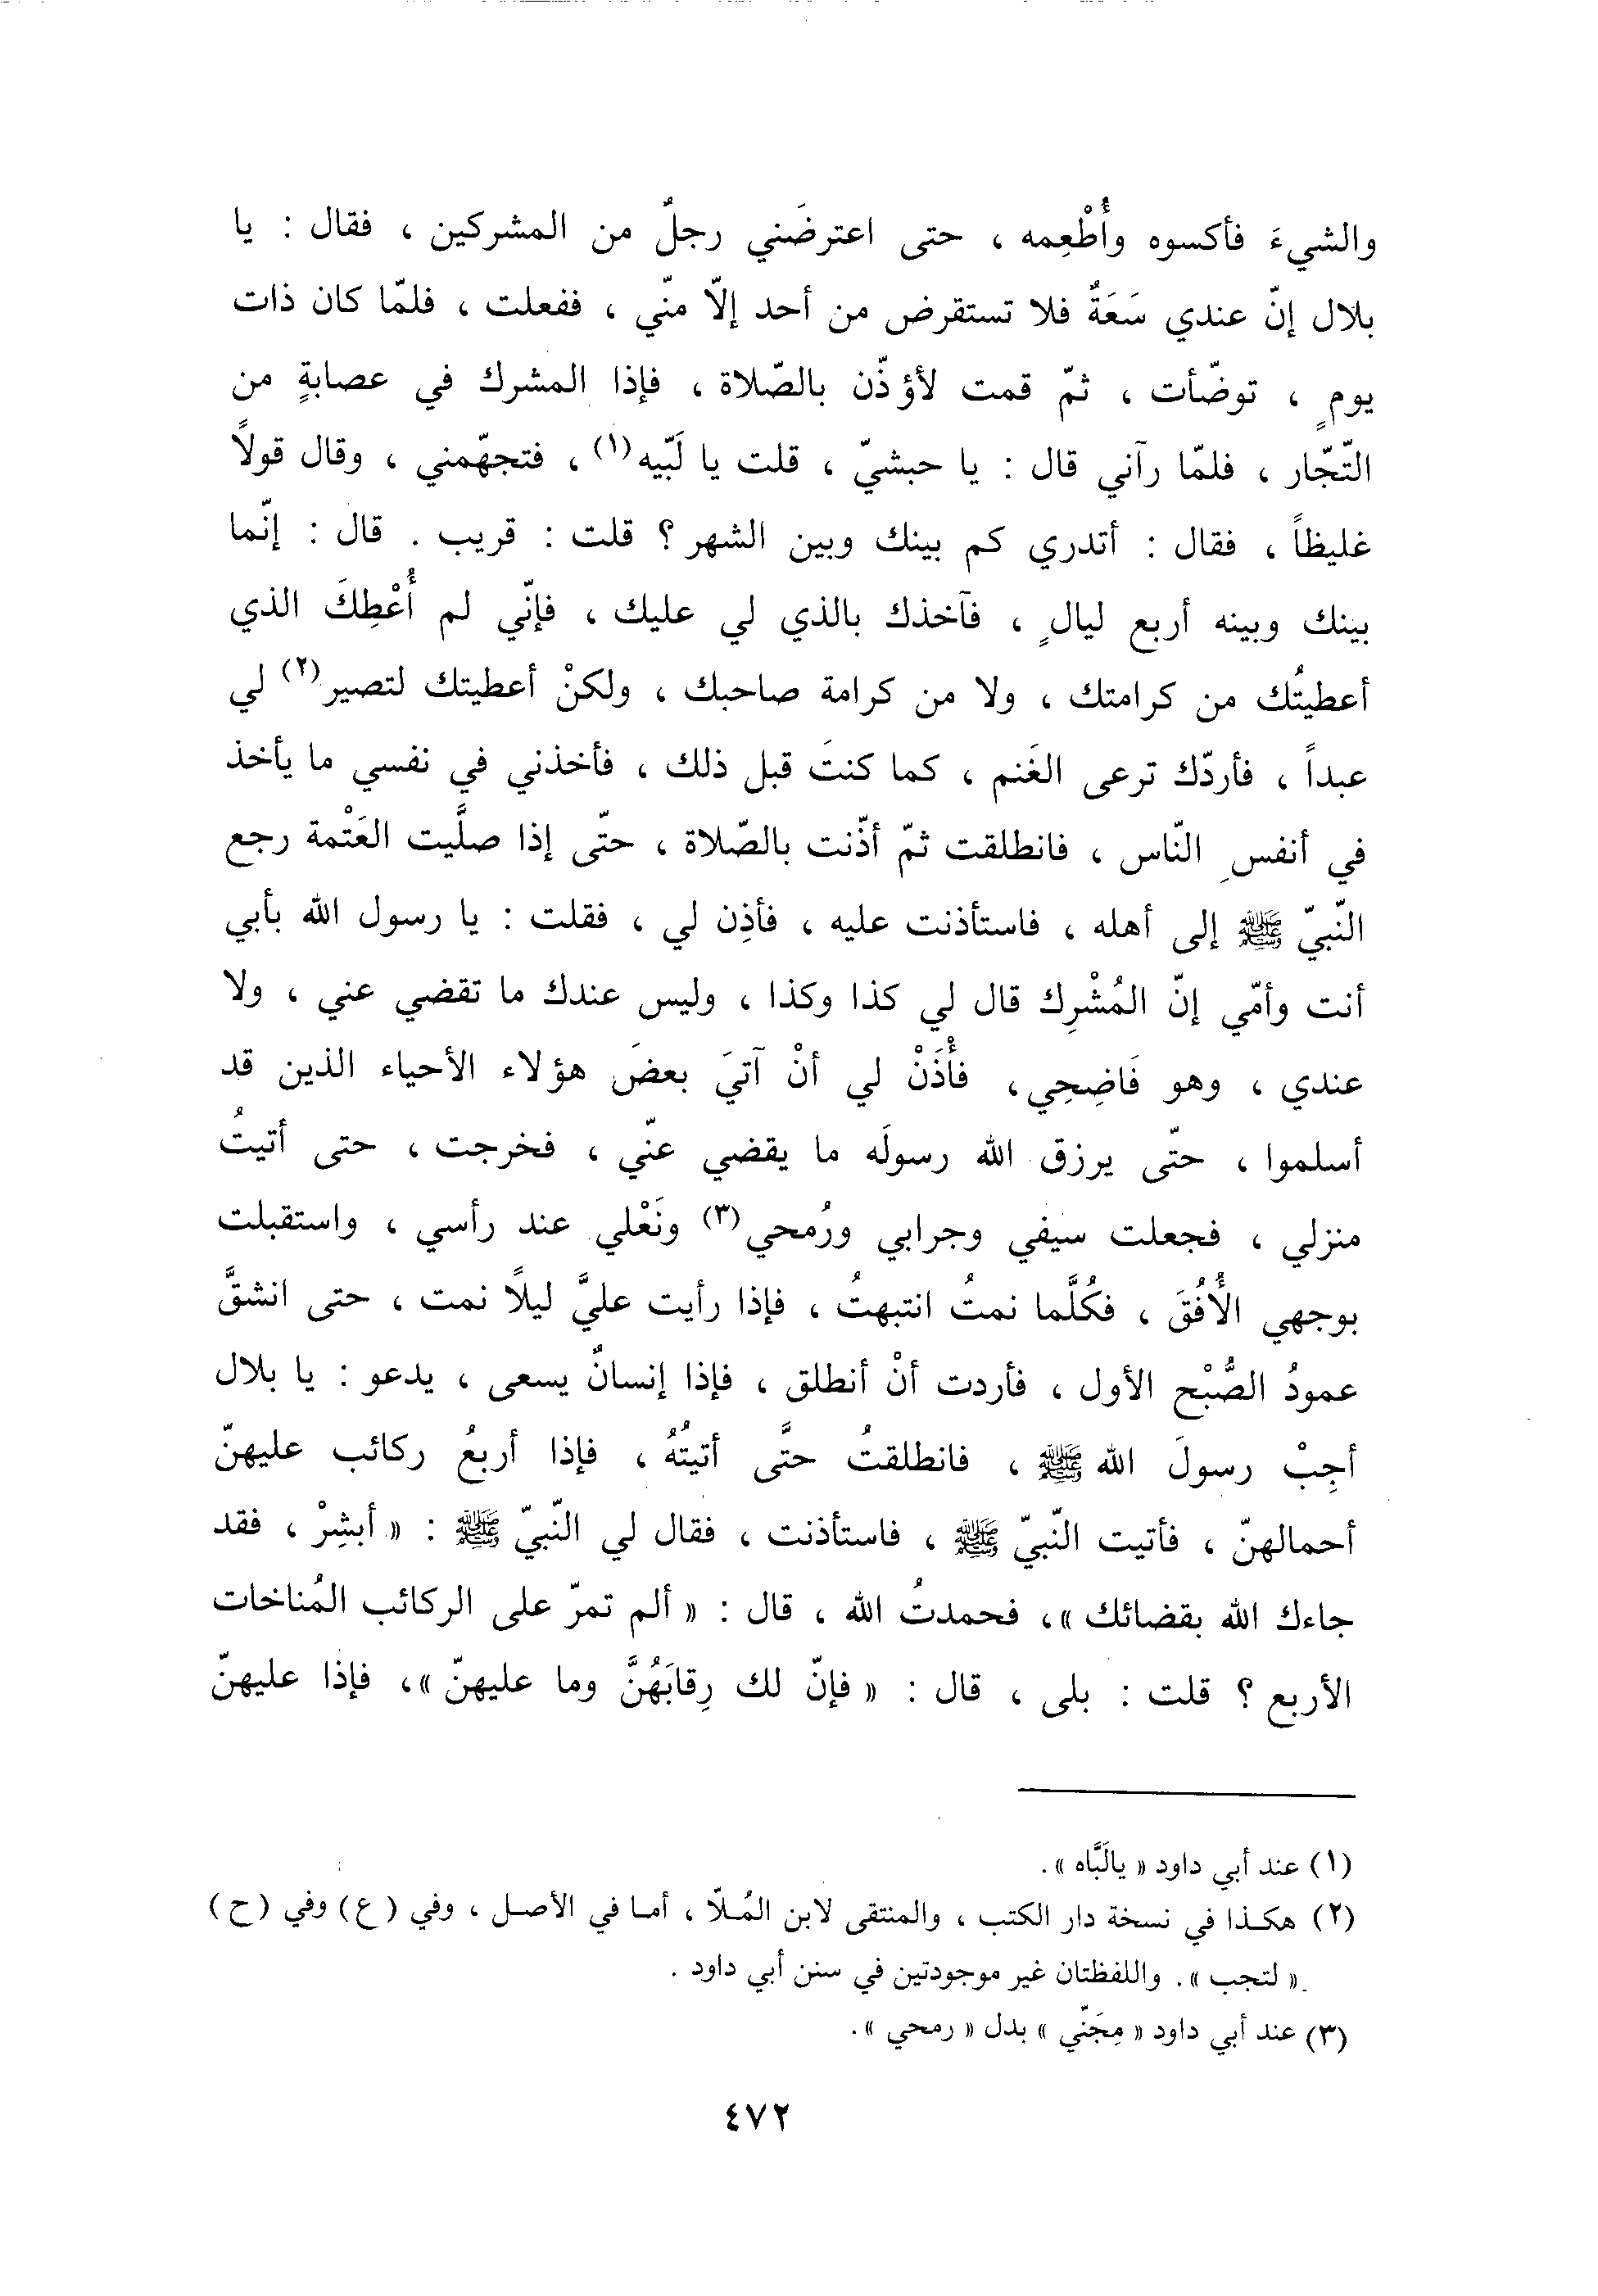 والشيءَ فأكسوه وأُطْعِمه ، حتى اعترضَني رجلٌ من المشركين ، فقال : يا
بلال إنّ عندي سَعَةٌ فلا تستقرض من أحد إلاّ منّي ، ففعلت ، فلمّا كان ذات
يومٍ ، توضّأت ، ثمّ قمت لأؤذّن بالصّلاة ، فإذا المشرك في عصابةٍ من
التّجّار ، فلمّا رآني قال : يا حبشيّ ، قلت يا لَبّيه(١) ، فتجهّمني ، وقال قولاً
غليظاً ، فقال : أتدري كم بينك وبين الشهر ؟ قلت : قريب . قال : إنّما
بينك وبينه أربع ليالٍ ، فآخذك بالذي لي عليك ، فإنّي لم أُعْطِكَ الذي
أعطيتُك من كرامتك ، ولا من كرامة صاحبك ، ولكنْ أعطيتك لتصير(٢) لي
عبداً ، فأردّك ترعى الغَنم ، كما كنتَ قبل ذلك ، فأخذني في نفسي ما يأخذ
في أنفسِ النّاس ، فانطلقت ثمّ أذّنت بالصّلاة ، حتّى إذا صلَّيت العَتْمة رجع
النّبيّ ﷺ إلى أهله ، فاستأذنت عليه ، فأذِن لي ، فقلت : يا رسول الله بأبي
أنت وأمّي إنّ المُشْرِك قال لي كذا وكذا ، وليس عندك ما تقضي عني ، ولا
عندي ، وهو فَاضِحِي، فأْذَنْ لي أنْ آتيَ بعضَ هؤلاء الأحياء الذين قد
أسلموا ، حتّى يرزق الله رسولَه ما يقضي عنّي ، فخرجت ، حتى أتيتُ
منزلي ، فجعلت سيفي وجرابي ورُمحي(٣) ونَعْلي عند رأسي ، واستقبلت
بوجهي الأُفُقَ ، فكُلَّما نمتُ انتبهتُ ، فإذا رأيت عليَّ ليلًا نمت ، حتى انشقَّ
عمودُ الصُّبْح الأول ، فأردت أنْ أنطلق ، فإذا إنسانٌ يسعى ، يدعو : يا بلال
أجِبْ رسولَ الله ﷺ ، فانطلقتُ حتَّى أتيتُهُ ، فإذا أربعُ ركائب عليهنّ
أحمالهنّ ، فأتيت النّبيّ ﷺ ، فاستأذنت ، فقال لي النّبيّ ﷺ : « أبشِرْ ، فقد
جاءك الله بقضائك »، فحمدتُ الله ، قال : « ألم تمرّ على الركائب المُناخات
الأربع ؟ قلت : بلى ، قال : « فإنّ لك رِقابَهُنَّ وما عليهنّ »، فإذا عليهنّ
(١) عند أبي داود « يالَبَّاه ».
(٢) هكـذا في نسخة دار الكتب ، والمنتقى لابن المُـلّا ، أمـا في الأصـل ، وفي (ع) وفي (ح)
« لتجب ». واللفظتان غير موجودتين في سنن أبي داود .
(٣) عند أبي داود « مِجَنّي » بدل « رمحي ».
٤٧٢